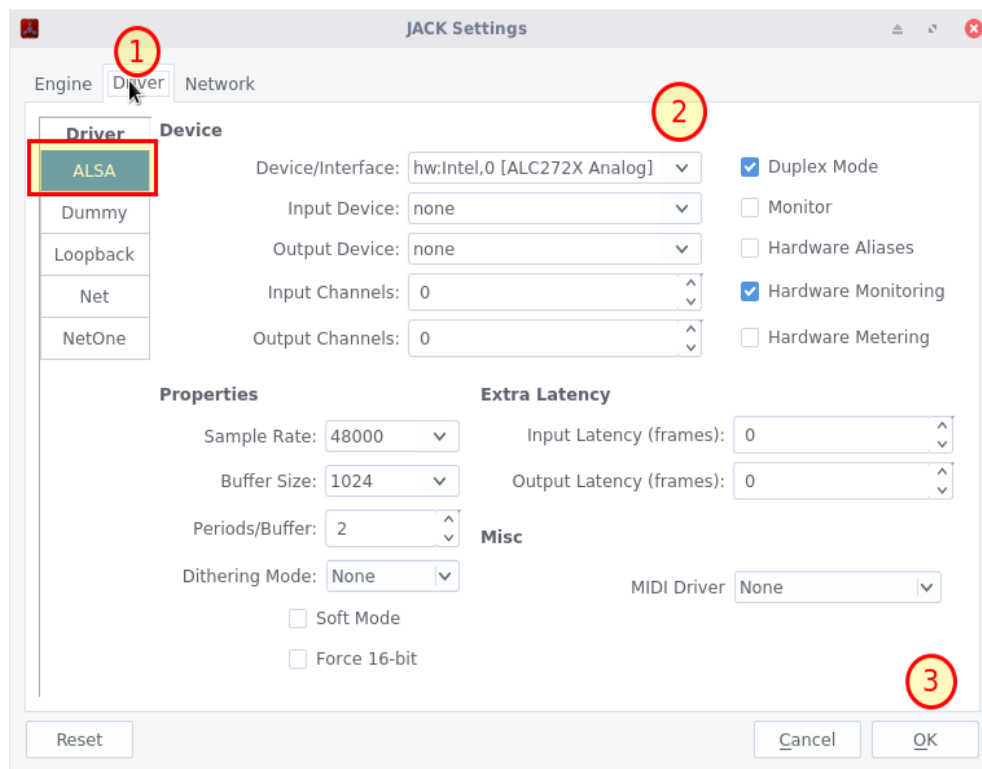 JACK Settings
1
Engine Driver Network
2
Driver
ALSA
Dummy
Loopback
Net
NetOne
Device
Device/Interface: hw:Intel,0 [ALC272X Analog]
Input Device: none
Output Device: none
Input Channels: 0
Output Channels: 0
Duplex Mode
Monitor
Hardware Aliases
Hardware Monitoring
Hardware Metering
Properties
Sample Rate: 48000
Buffer Size: 1024
Periods/Buffer: 2
Dithering Mode: None
Soft Mode
Force 16-bit
Extra Latency
Input Latency (frames): 0
Output Latency (frames): 0
Misc
MIDI Driver None
3
Reset Cancel OK